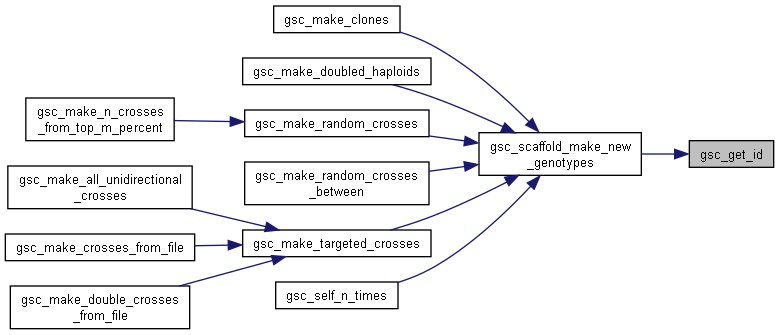 gsc_make_clones
gsc_make_doubled_haploids
gsc_make_n_crosses
_from_top_m_percent
gsc_make_random_crosses
gsc_scaffold_make_new
_genotypes
gsc_get_id
gsc_make_all_unidirectional
_crosses
gsc_make_random_crosses
_between
gsc_make_crosses_from_file
gsc_make_targeted_crosses
gsc_make_double_crosses
_from_file
gsc_self_n_times